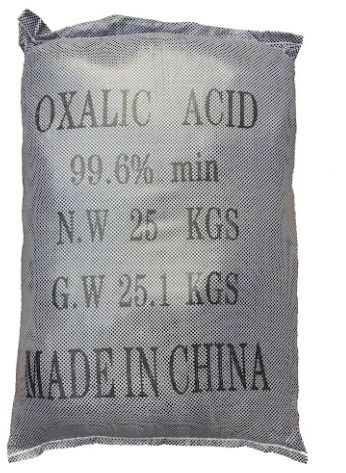 OXALIC ACID
99.6% min
N.W 25 KGS
G.W 25.1 KGS
MADE IN CHINA